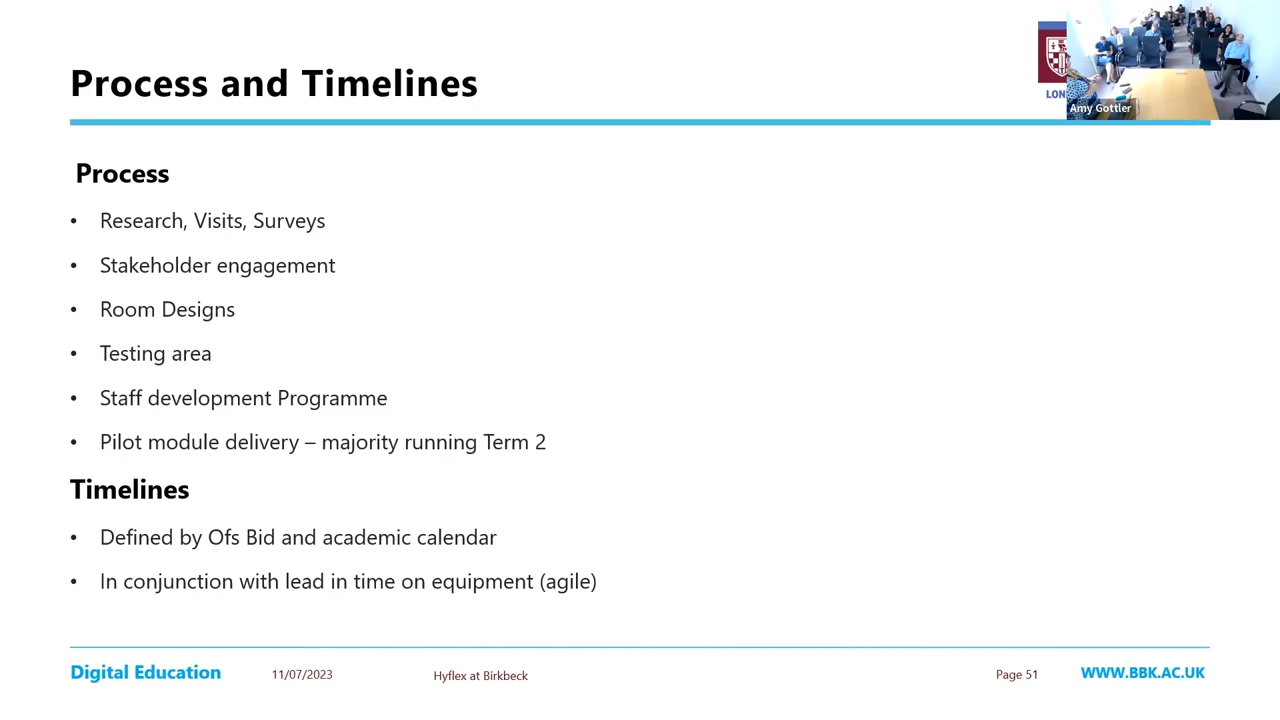 Process and Timelines
LON
Amy Gottler
Process
• Research, Visits, Surveys
• Stakeholder engagement
• Room Designs
• Testing area
• Staff development Programme
• Pilot module delivery – majority running Term 2
Timelines
• Defined by Ofs Bid and academic calendar
• In conjunction with lead in time on equipment (agile)
Digital Education
11/07/2023
Hyflex at Birkbeck
Page 51
WWW.BBK.AC.UK